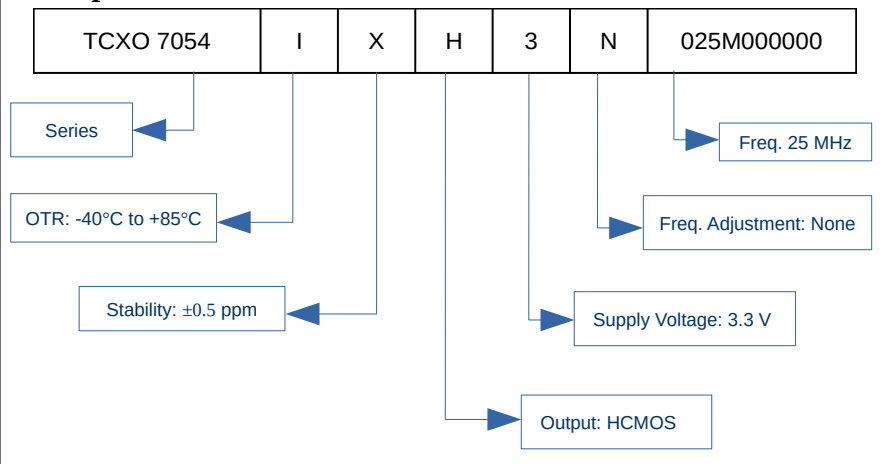 TCXO 7054 I X H 3 N 025M000000
Series
Freq. 25 MHz
OTR: -40°C to +85°C
Freq. Adjustment: None
Stability: ±0.5 ppm
Supply Voltage: 3.3 V
Output: HCMOS